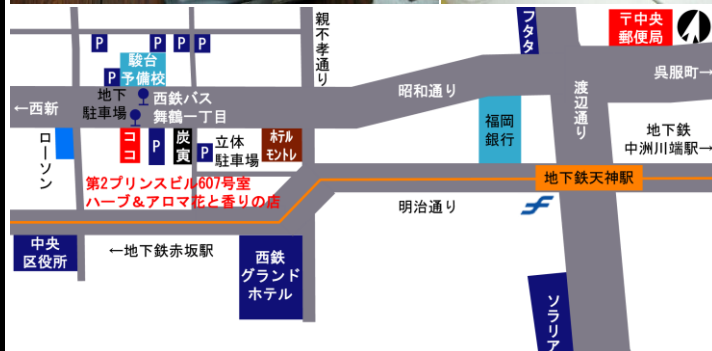 フタタ
〒中央
郵便局
親不孝通り
P
P
P
P
駿台
予備校
P
呉服町→
昭和通り
渡辺通り
←西新
地下
駐車場
西鉄バス
舞鶴一丁目
ローソン
ココ
P
炭寅
P
立体
駐車場
ホテル
モントレ
福岡
銀行
地下鉄
中洲川端駅→
第2プリンスビル607号室
ハーブ&アロマ花と香りの店
地下鉄天神駅
明治通り
中央
区役所
←地下鉄赤坂駅
西鉄
グランド
ホテル
ソラリア